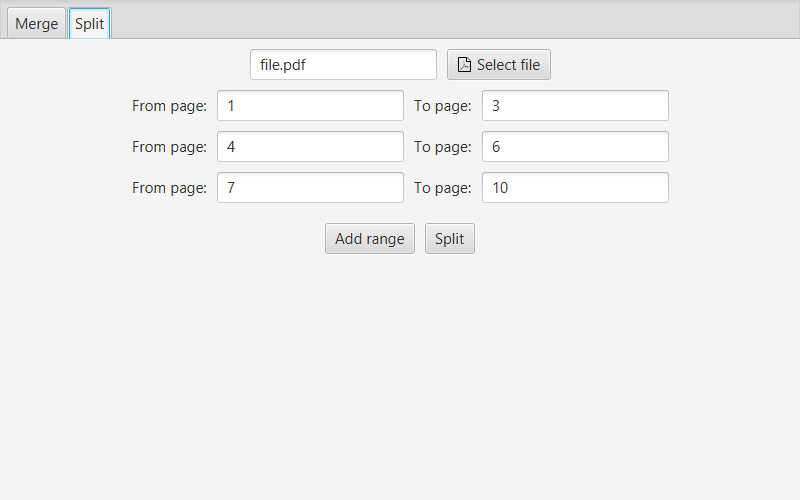 Merge Split
file.pdf Select file
From page: 1 To page: 3
From page: 4 To page: 6
From page: 7 To page: 10
Add range Split